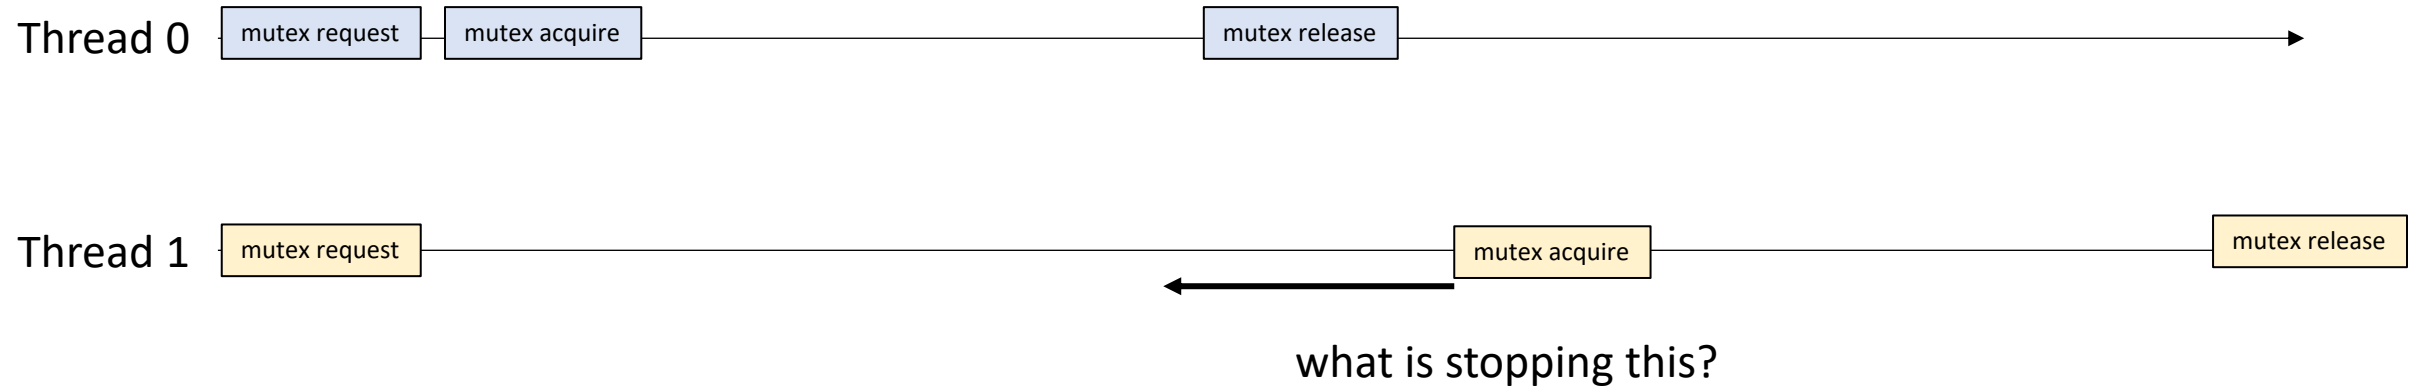 Thread 0
mutex request
mutex acquire
mutex release
Thread 1
mutex request
mutex acquire
mutex release
what is stopping this?